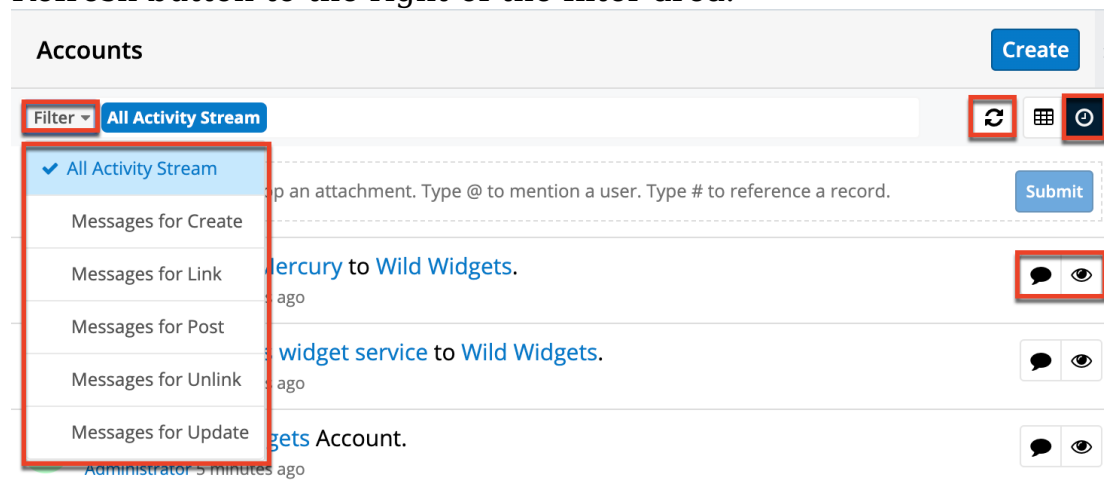 Accounts
Create
Filter
All Activity Stream
All Activity Stream
an attachment. Type @ to mention a user. Type # to reference a record.
Submit
Messages for Create
Messages for Link
to Wild Widgets.
ago
Messages for Post
widget service to Wild Widgets.
Messages for Unlink
ago
Messages for Update
Account.
Administrator 5 minutes ago